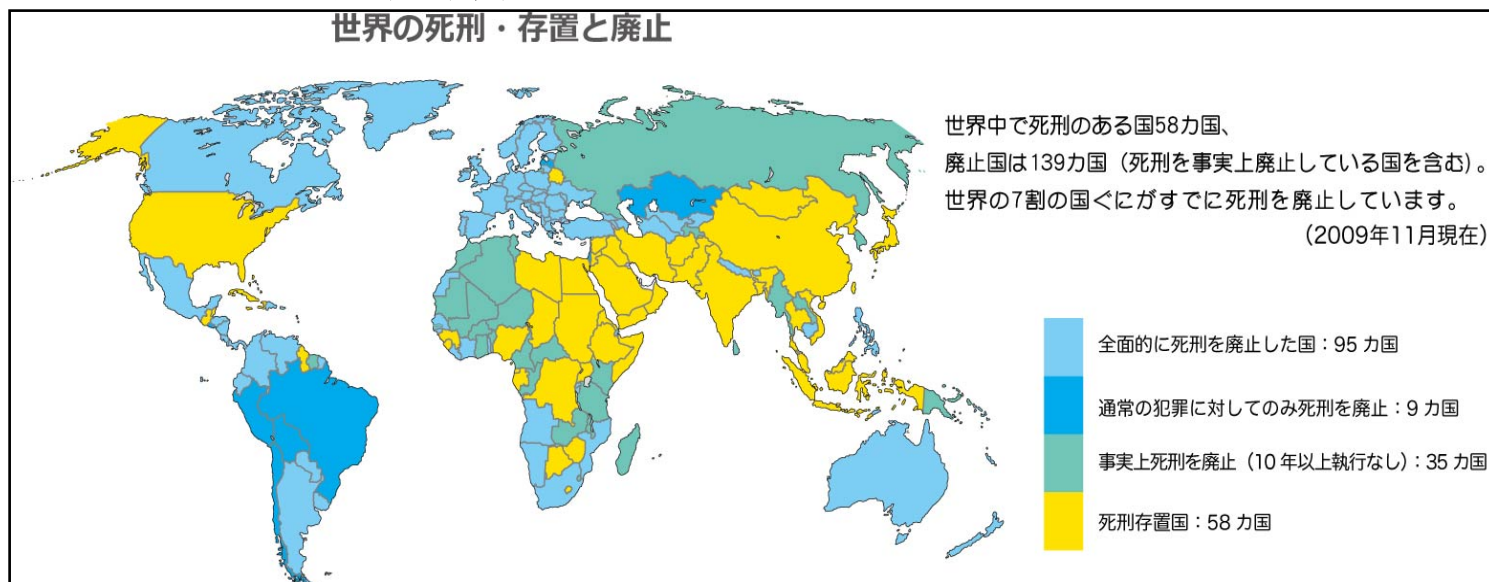 世界の死刑・存置と廃止
世界中で死刑のある国58カ国、
廃止国は139カ国（死刑を事実上廃止している国を含む）。
世界の7割の国ぐにがすでに死刑を廃止しています。
（2009年11月現在）
全面的に死刑を廃止した国：95 カ国
通常の犯罪に対してのみ死刑を廃止：9 カ国
事実上死刑を廃止（10 年以上執行なし）：35 カ国
死刑存置国：58 カ国